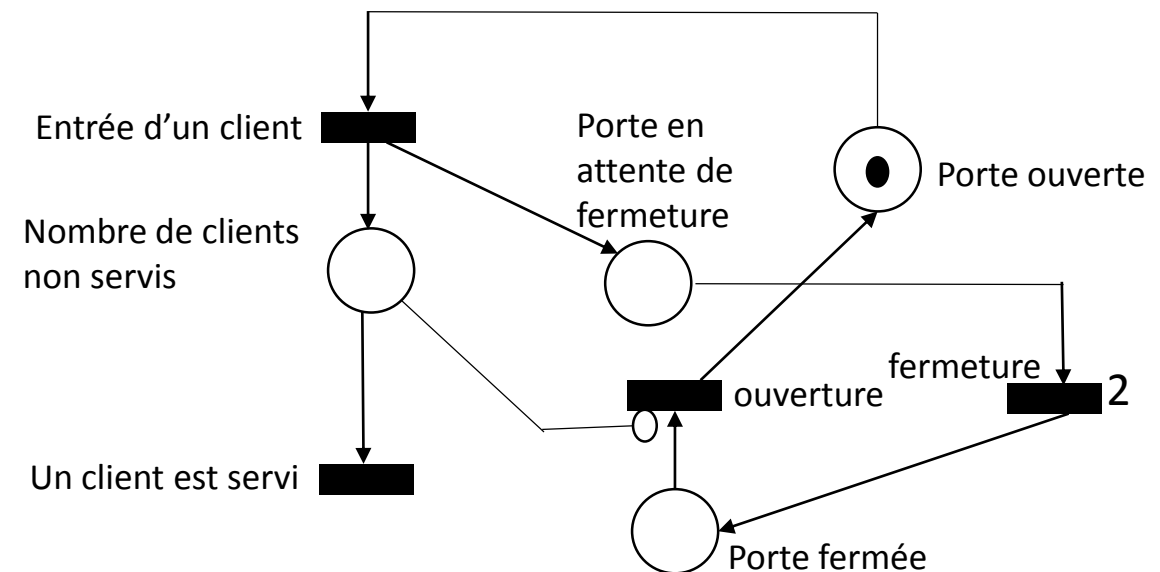 Entrée d’un client
Porte en
attente de
fermeture
Porte ouverte
Nombre de clients
non servis
fermeture
2
ouverture
Un client est servi
Porte fermée